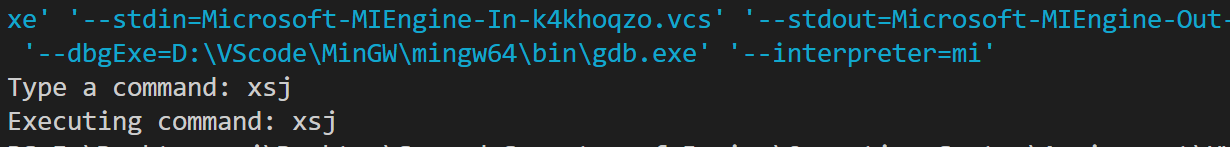 xe' '--stdin=Microsoft-MIEngine-In-k4khoqzo.vcs' '--stdout=Microsoft-MIEngine-Out-
'--dbgExe=D:\VScode\MinGW\mingw64\bin\gdb.exe' '--interpreter=mi'
Type a command: xsj
Executing command: xsj